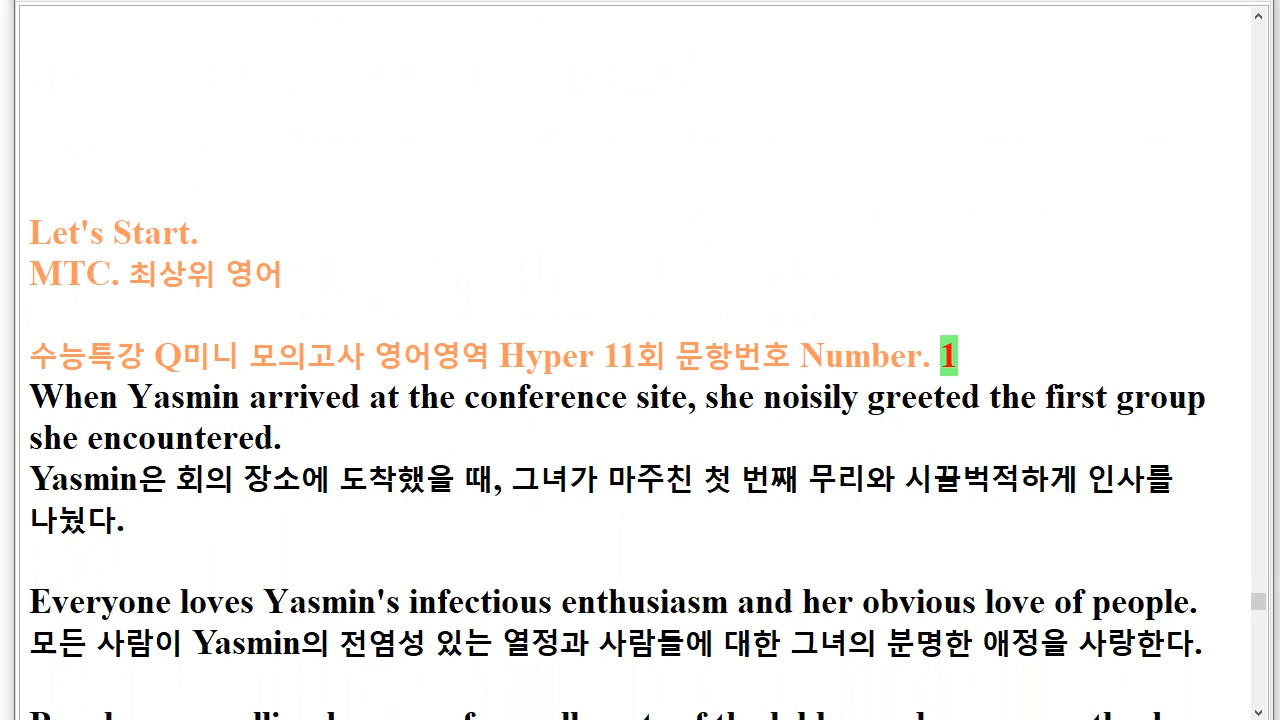 Let's Start.
MTC. 최상위 영어
수능특강 Q미니 모의고사 영어영역 Hyper 11회 문항번호 Number. 1
When Yasmin arrived at the conference site, she noisily greeted the first group
she encountered.
Yasmin은 회의 장소에 도착했을 때, 그녀가 마주친 첫 번째 무리와 시끌벅적하게 인사를
나눴다.
Everyone loves Yasmin's infectious enthusiasm and her obvious love of people.
모든 사람이 Yasmin의 전염성 있는 열정과 사람들에 대한 그녀의 분명한 애정을 사랑한다.